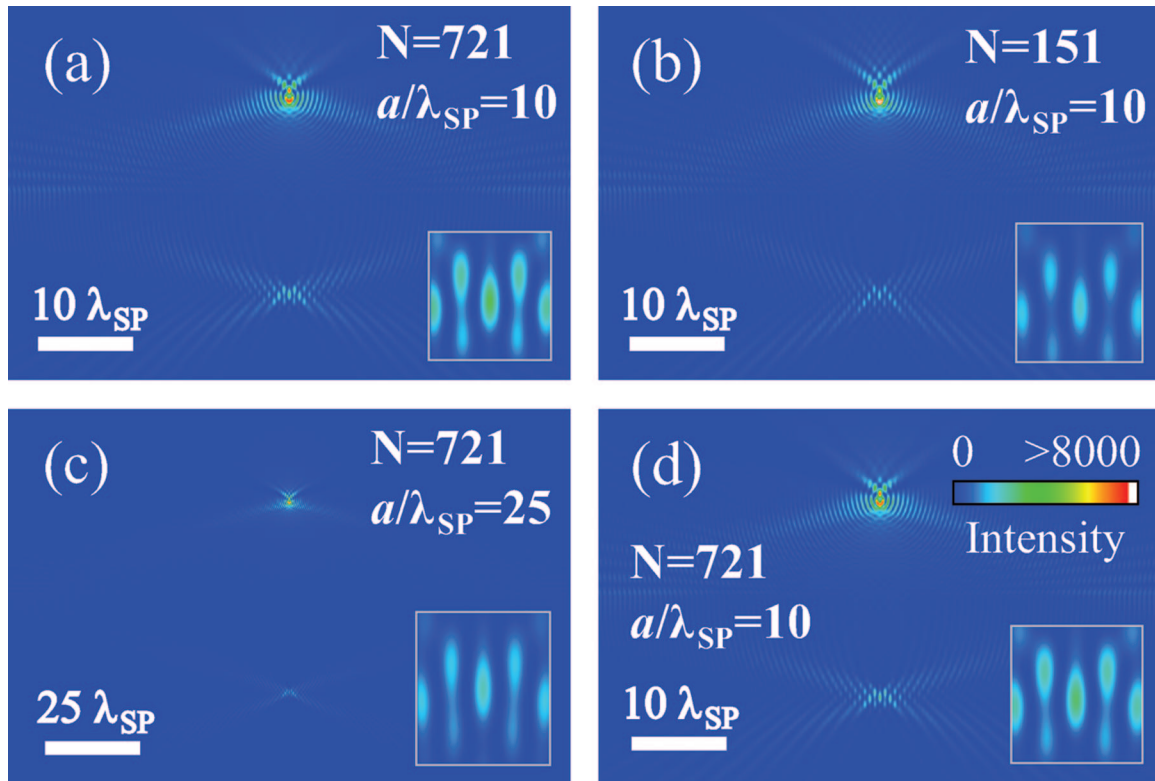 (a)
N=721
a/λSP=10
10 λSP
(b)
N=151
a/λSP=10
10 λSP
(c)
N=721
a/λSP=25
25 λSP
(d)
0 >8000
Intensity
N=721
a/λSP=10
10 λSP